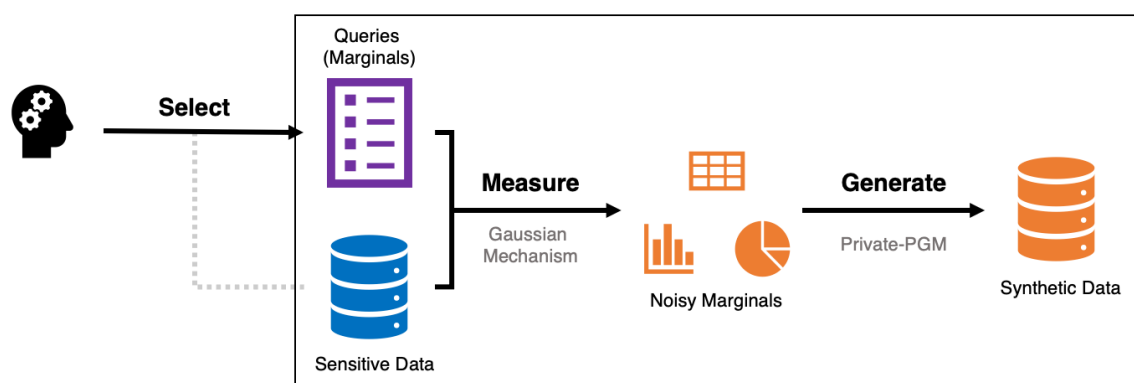 Queries
(Marginals)
Select
Measure
Gaussian
Mechanism
Generate
Private-PGM
Noisy Marginals
Synthetic Data
Sensitive Data